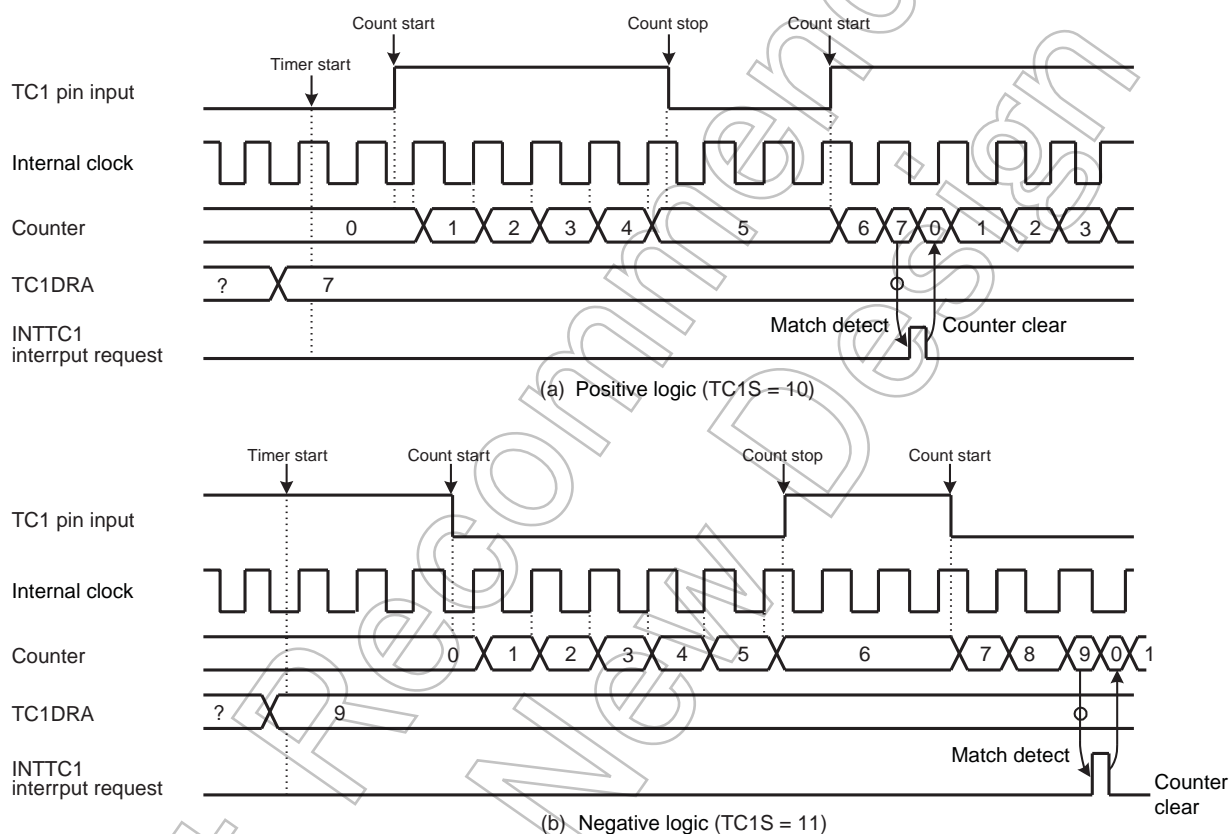 Count start Count stop Count start
Timer start
TC1 pin input
Internal clock
Counter 0 1 2 3 4 5 6 7 0 1 2 3
TC1DRA ? 7
INTTC1
interrput request
Match detect Counter clear
(a) Positive logic (TC1S = 10)
Timer start Count start Count stop Count start
TC1 pin input
Internal clock
Counter 0 1 2 3 4 5 6 7 8 9 0 1
TC1DRA ? 9
INTTC1
interrput request
Match detect
Counter
clear
(b) Negative logic (TC1S = 11)
Recommen
New Design